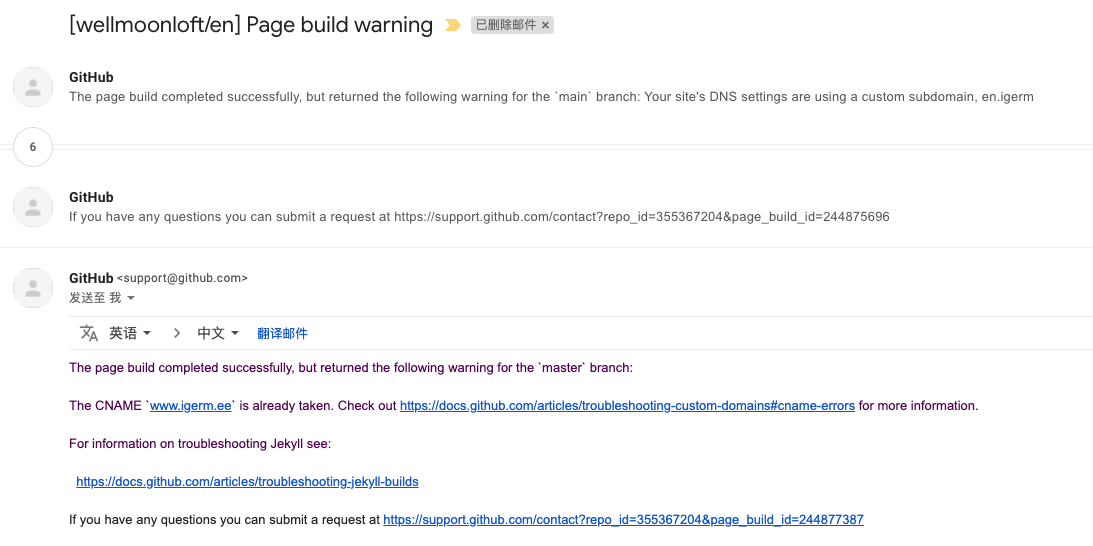 [wellmoonloft/en] Page build warning 已删除邮件 ×
GitHub
The page build completed successfully, but returned the following warning for the `main` branch: Your site's DNS settings are using a custom subdomain, en.igerm
6
GitHub
If you have any questions you can submit a request at https://support.github.com/contact?repo_id=355367204&page_build_id=244875696
GitHub <support@github.com>
发送至 我
英语 > 中文 翻译邮件
The page build completed successfully, but returned the following warning for the `master` branch:
The CNAME `www.igerm.ee` is already taken. Check out https://docs.github.com/articles/troubleshooting-custom-domains#cname-errors for more information.
For information on troubleshooting Jekyll see:
https://docs.github.com/articles/troubleshooting-jekyll-builds
If you have any questions you can submit a request at https://support.github.com/contact?repo_id=355367204&page_build_id=244877387